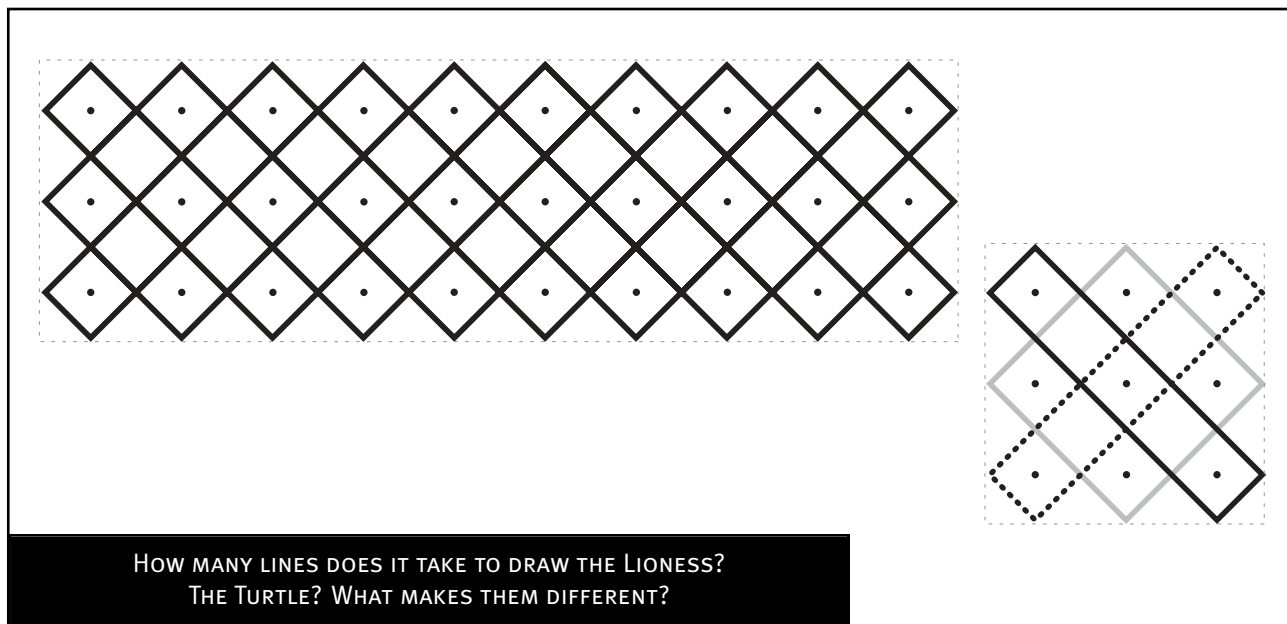 How many lines does it take to draw the Lioness?
The Turtle? What makes them different?